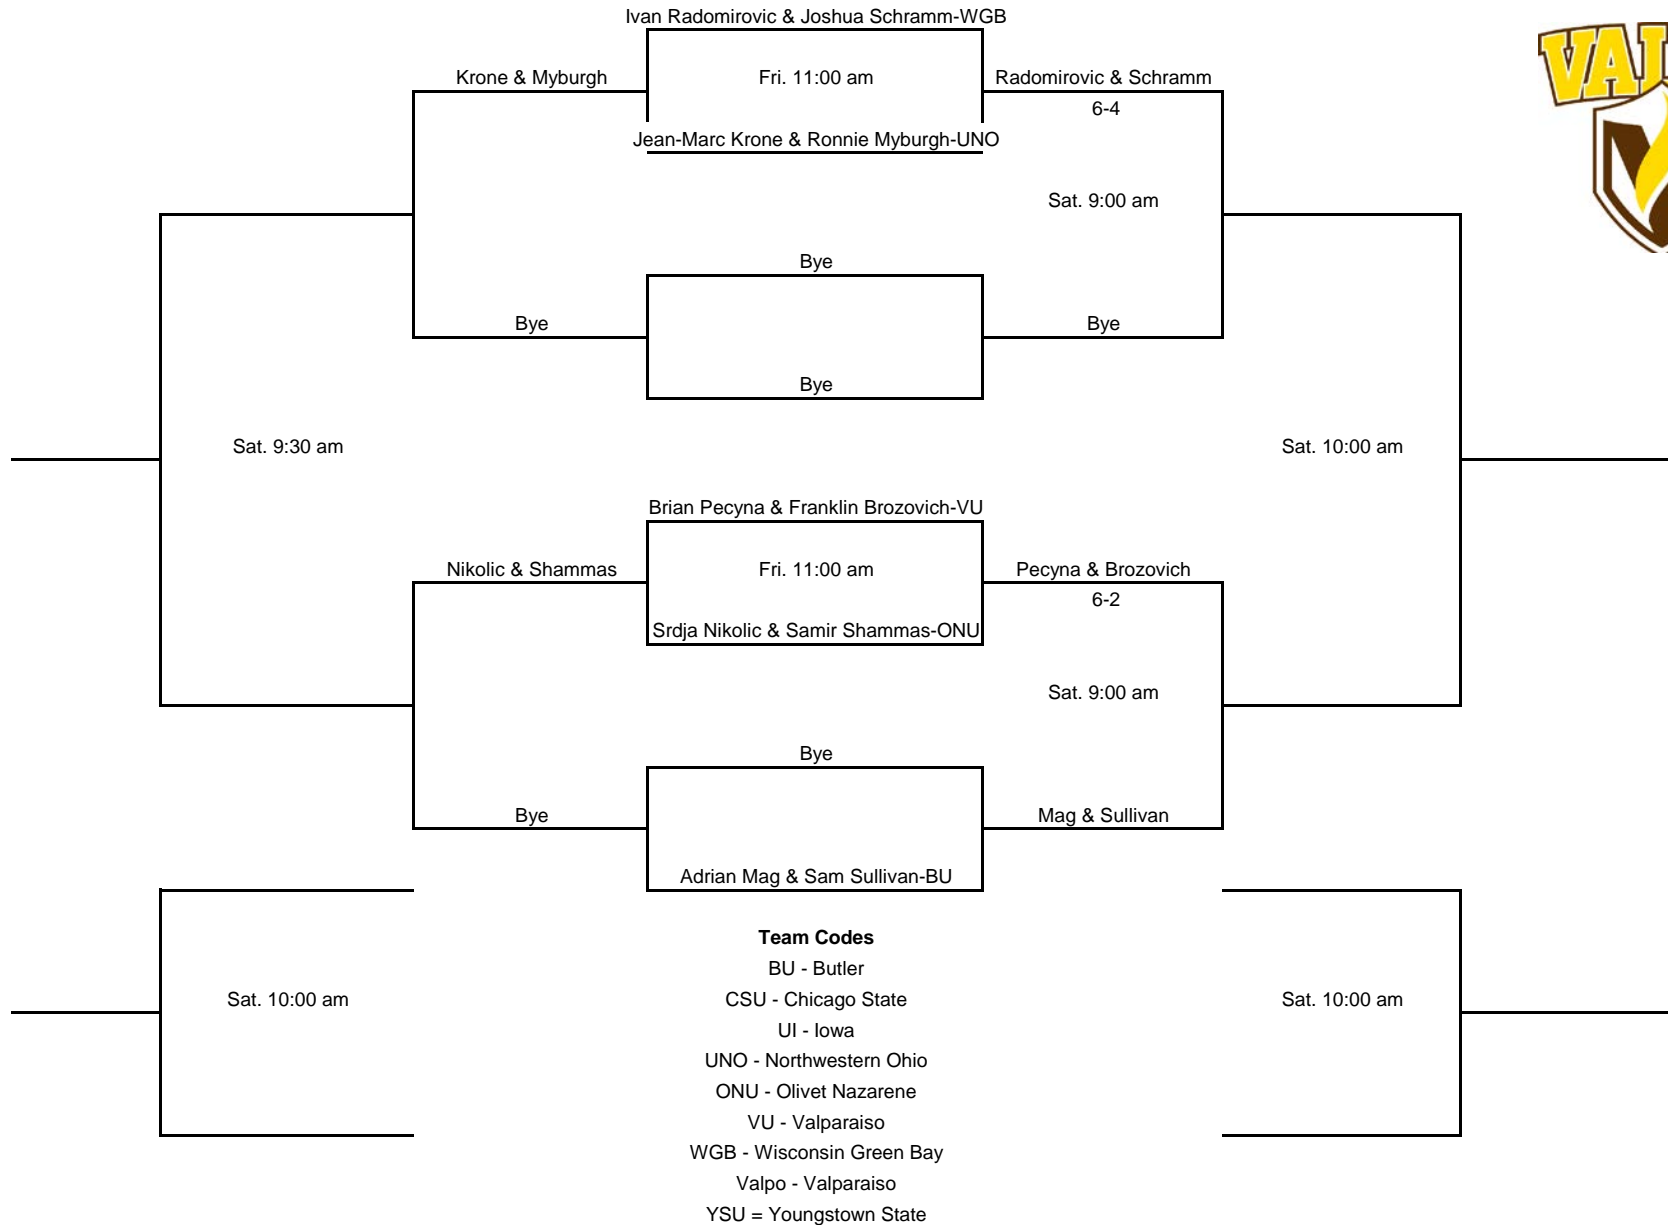 Ivan Radomirovic & Joshua Schramm-WGB
Krone & Myburgh
Fri. 11:00 am
Radomirovic & Schramm
6-4
Jean-Marc Krone & Ronnie Myburgh-UNO
Sat. 9:00 am
Bye
Bye
Bye
Bye
Sat. 9:30 am
Sat. 10:00 am
Brian Pecyna & Franklin Brozovich-VU
Nikolic & Shammas
Fri. 11:00 am
Pecyna & Brozovich
6-2
Srdja Nikolic & Samir Shammas-ONU
Sat. 9:00 am
Bye
Bye
Mag & Sullivan
Adrian Mag & Sam Sullivan-BU
Team Codes
BU - Butler
CSU - Chicago State
Sat. 10:00 am
Sat. 10:00 am
UI - Iowa
UNO - Northwestern Ohio
ONU - Olivet Nazarene
VU - Valparaiso
WGB - Wisconsin Green Bay
Valpo - Valparaiso
YSU = Youngstown State